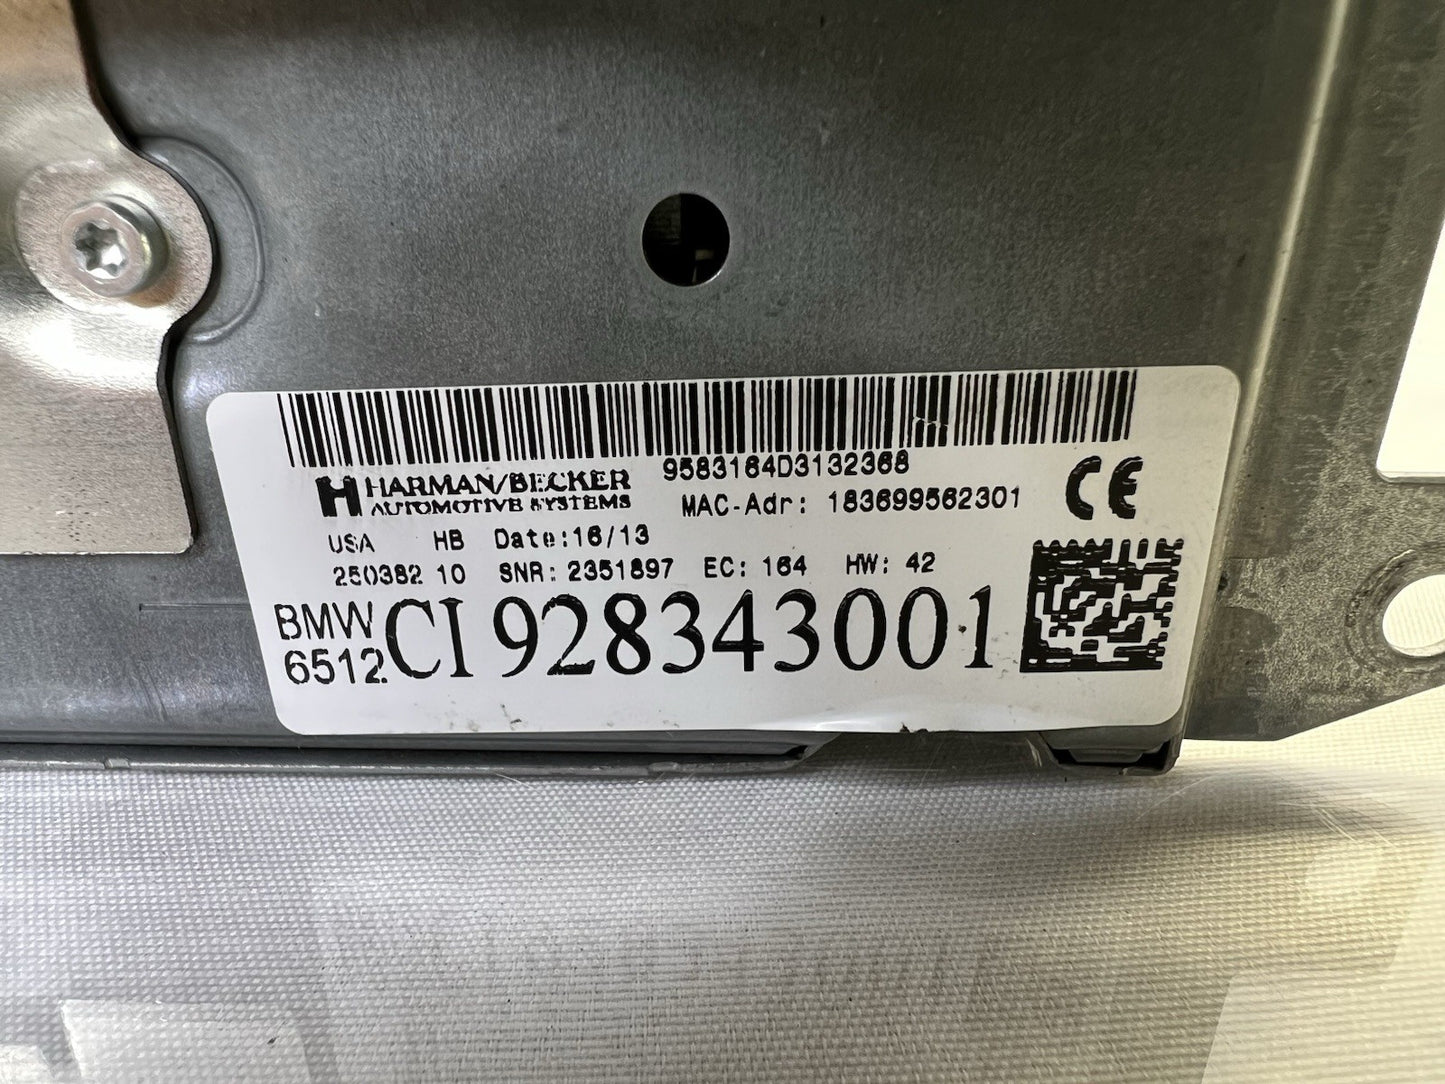 9583164D3132368
HARMAN/BECKER
AUTOMOTIVE SYSTEMS
MAC-Adr: 183699562301
CE
USA HB Date:16/13
250382 10 SNR: 2351897 EC: 164 HW: 42
BMW
6512 CI 928343001